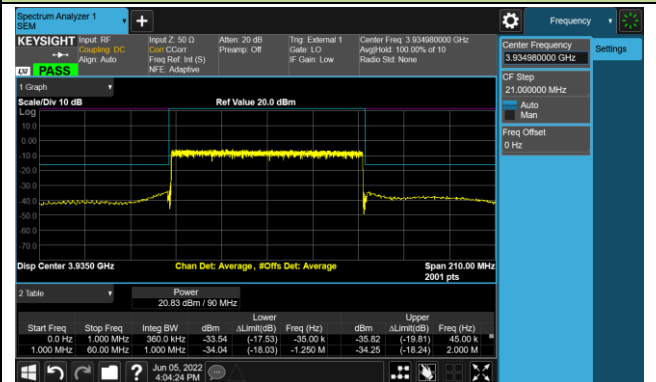 Spectrum Analyzer 1
SEM
Frequency
KEYSIGHT
Input: RF
Coupling: DC
Align: Auto
Input Z: 50 Ω
Corr CCorr
Freq Ref: Int (S)
NFE: Adaptive
Atten: 20 dB
Preamp: Off
Trig: External 1
Gate: LO
IF Gain: Low
Center Freq: 3.934980000 GHz
Avg|Hold: 100.00% of 10
Radio Std: None
LXI PASS
Center Frequency
3.934980000 GHz
Settings
CF Step
21.000000 MHz
Auto
Man
Freq Offset
0 Hz
1 Graph
Scale/Div 10 dB
Ref Value 20.0 dBm
Log
10.0
0.00
-10.0
-20.0
-30.0
-40.0
-50.0
-60.0
-70.0
Disp Center 3.9350 GHz
Chan Det: Average , #Offs Det: Average
Span 210.00 MHz
2001 pts
2 Table
Power
20.83 dBm / 90 MHz
Lower Upper
Start Freq Stop Freq Integ BW dBm ΔLimit(dB) Freq (Hz) dBm ΔLimit(dB) Freq (Hz)
0.0 Hz 1.000 MHz 360.0 kHz -33.54 (-17.53) -35.00 k -35.82 (-19.81) 45.00 k
1.000 MHz 60.00 MHz 1.000 MHz -34.04 (-18.03) -1.250 M -34.25 (-18.24) 2.000 M
Jun 05, 2022
4:04:24 PM